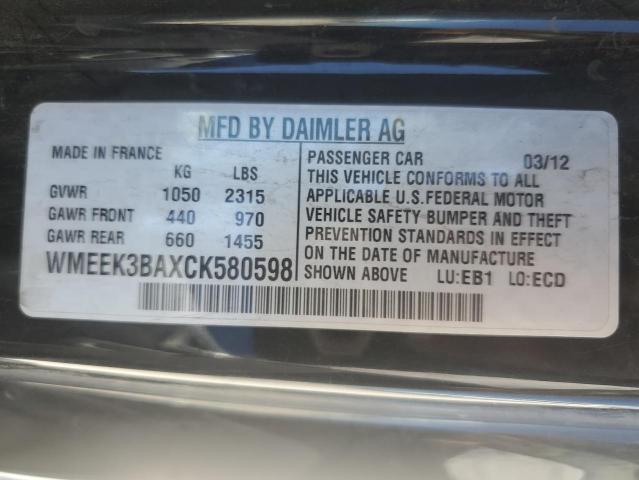 MFD BY DAIMLER AG
MADE IN FRANCE
KG LBS
GVWR 1050 2315
GAWR FRONT 440 970
GAWR REAR 660 1455
WMEEK3BAXCK580598
PASSENGER CAR 03/12
THIS VEHICLE CONFORMS TO ALL
APPLICABLE U.S.FEDERAL MOTOR
VEHICLE SAFETY BUMPER AND THEFT
PREVENTION STANDARDS IN EFFECT
ON THE DATE OF MANUFACTURE
SHOWN ABOVE LU:EB1 LO:ECD